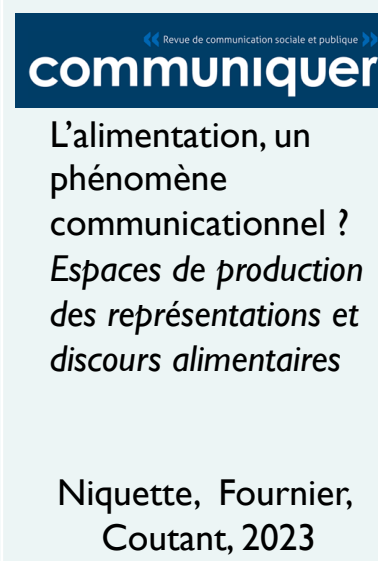 « Revue de communication sociale et publique »
communiquer
L’alimentation, un
phénomène
communicationnel ?
Espaces de production
des représentations et
discours alimentaires
Niquette, Fournier,
Coutant, 2023